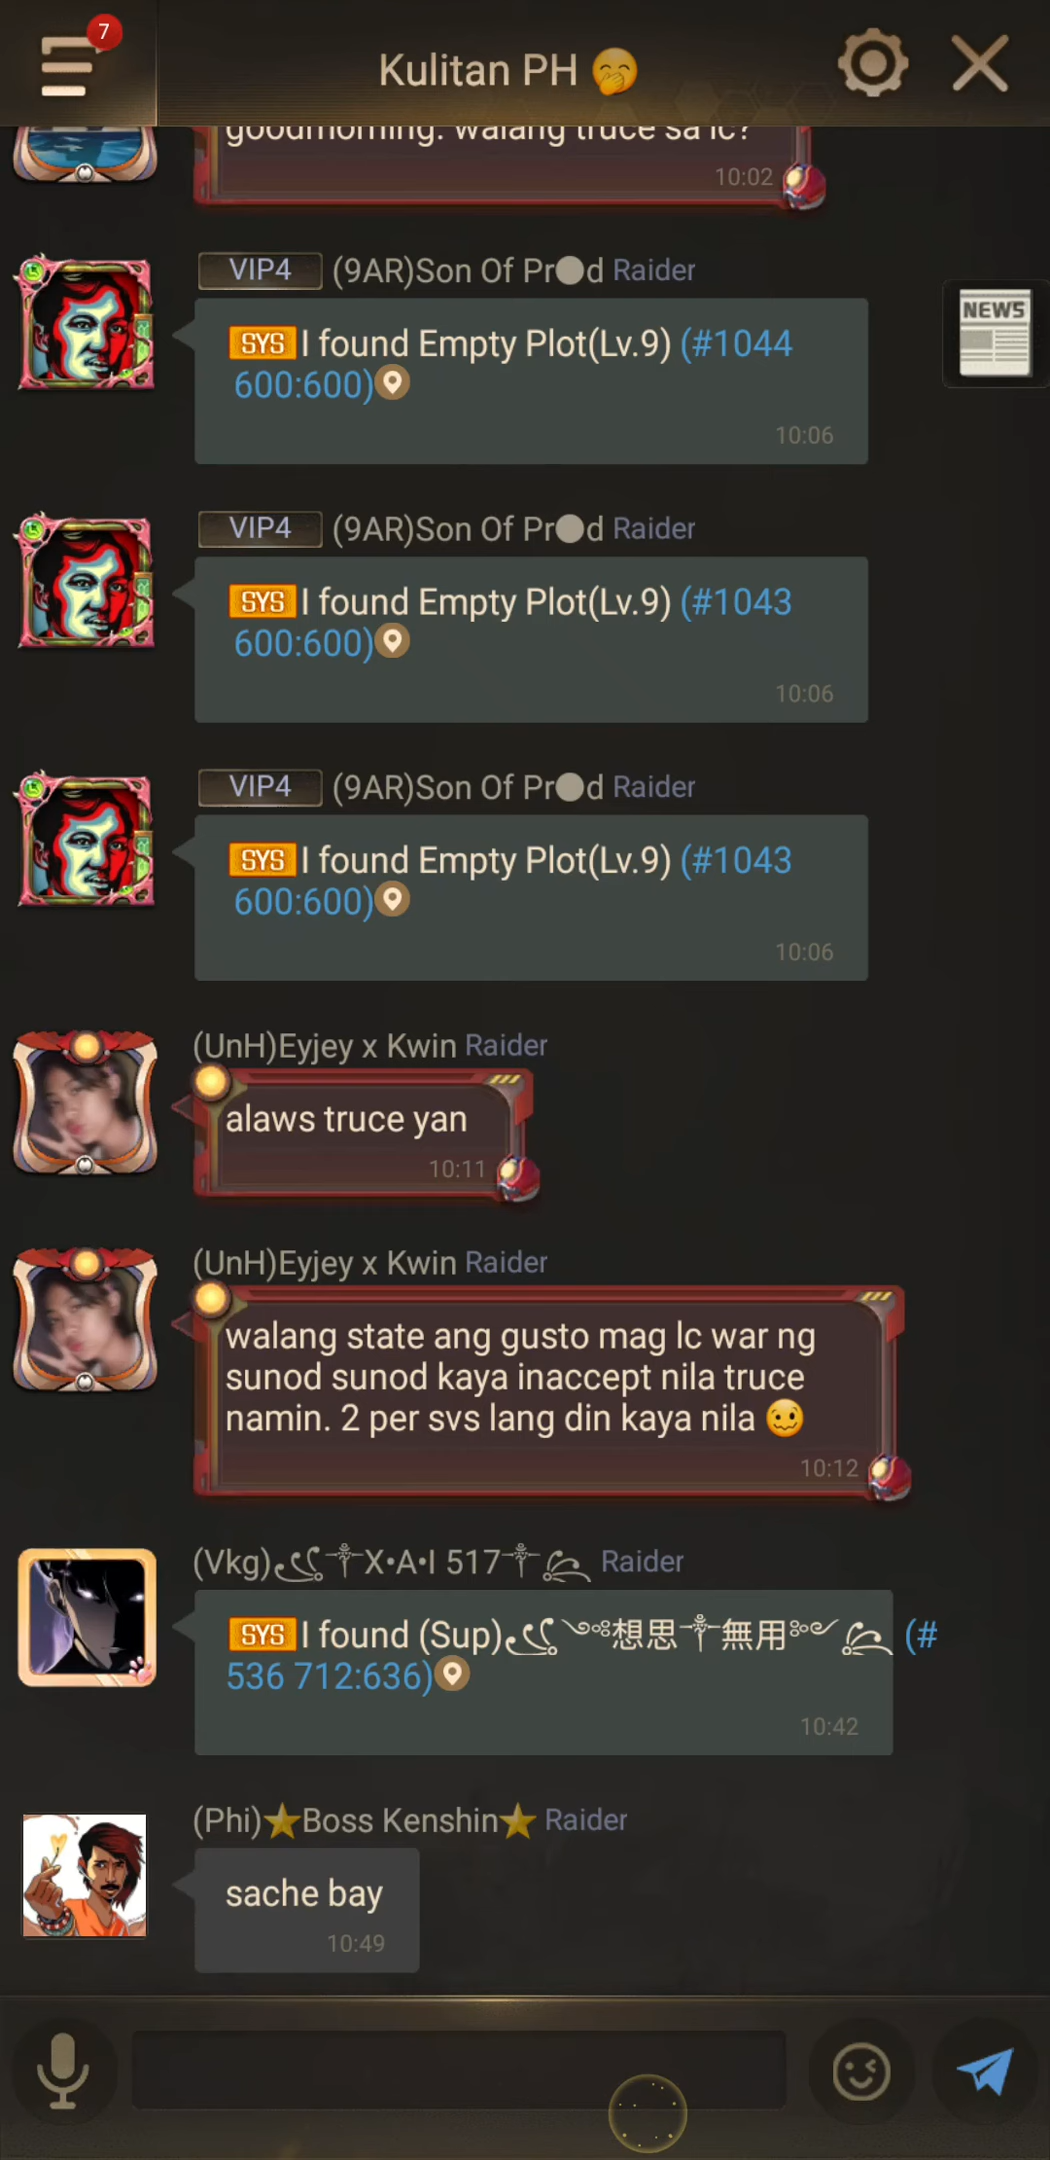 7
Kulitan PH 🤭
goodmorning. walang truce sa lc?
10:02
VIP4 (9AR)Son Of Pr●d Raider
NEWS
SYS I found Empty Plot(Lv.9) (#1044
600:600)
10:06
VIP4 (9AR)Son Of Pr●d Raider
SYS I found Empty Plot(Lv.9) (#1043
600:600)
10:06
VIP4 (9AR)Son Of Pr●d Raider
SYS I found Empty Plot(Lv.9) (#1043
600:600)
10:06
(UnH)Eyjey x Kwin Raider
alaws truce yan
10:11
(UnH)Eyjey x Kwin Raider
walang state ang gusto mag lc war ng
sunod sunod kaya inaccept nila truce
namin. 2 per svs lang din kaya nila 🥴
10:12
(Vkg)꧁༒X•A•I 517༒꧂ Raider
SYS I found (Sup)꧁༺想思༒無用༻꧂ (#
536 712:636)
10:42
(Phi)⭐Boss Kenshin⭐ Raider
sache bay
10:49